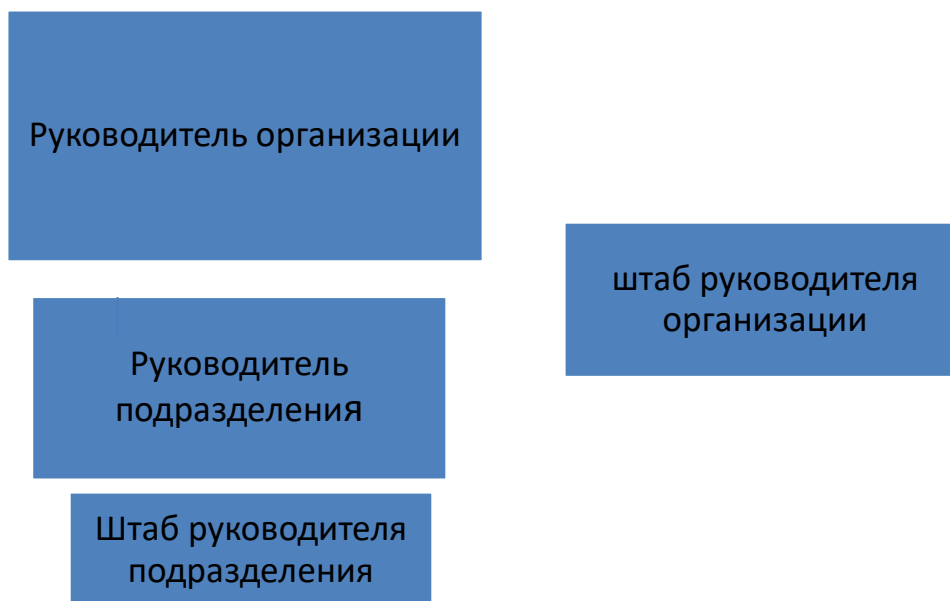 Руководитель организации
штаб руководителя
организации
Руководитель
подразделения
Штаб руководителя
подразделения